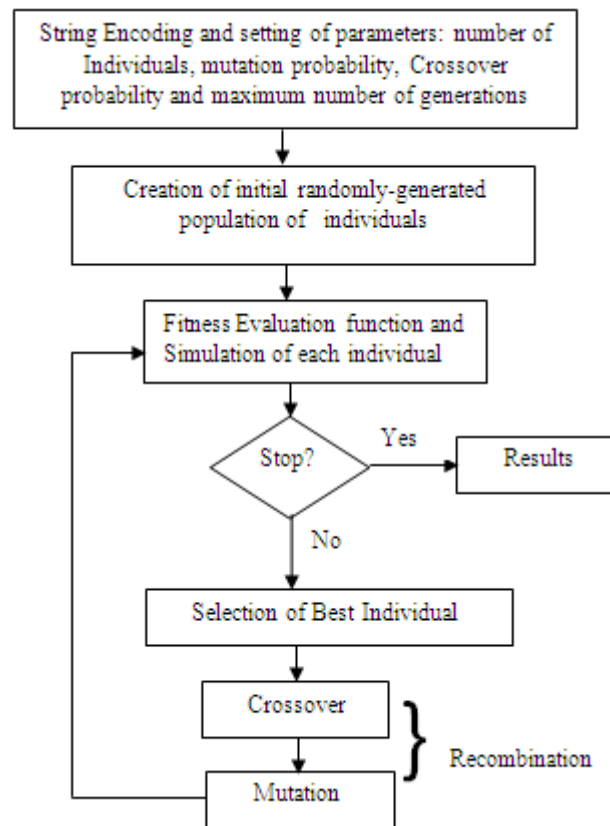 String Encoding and setting of parameters: number of
Individuals, mutation probability, Crossover
probability and maximum number of generations
Creation of initial randomly-generated
population of individuals
Fitness Evaluation function and
Simulation of each individual
Stop?
Yes
Results
No
Selection of Best Individual
Crossover
Recombination
Mutation